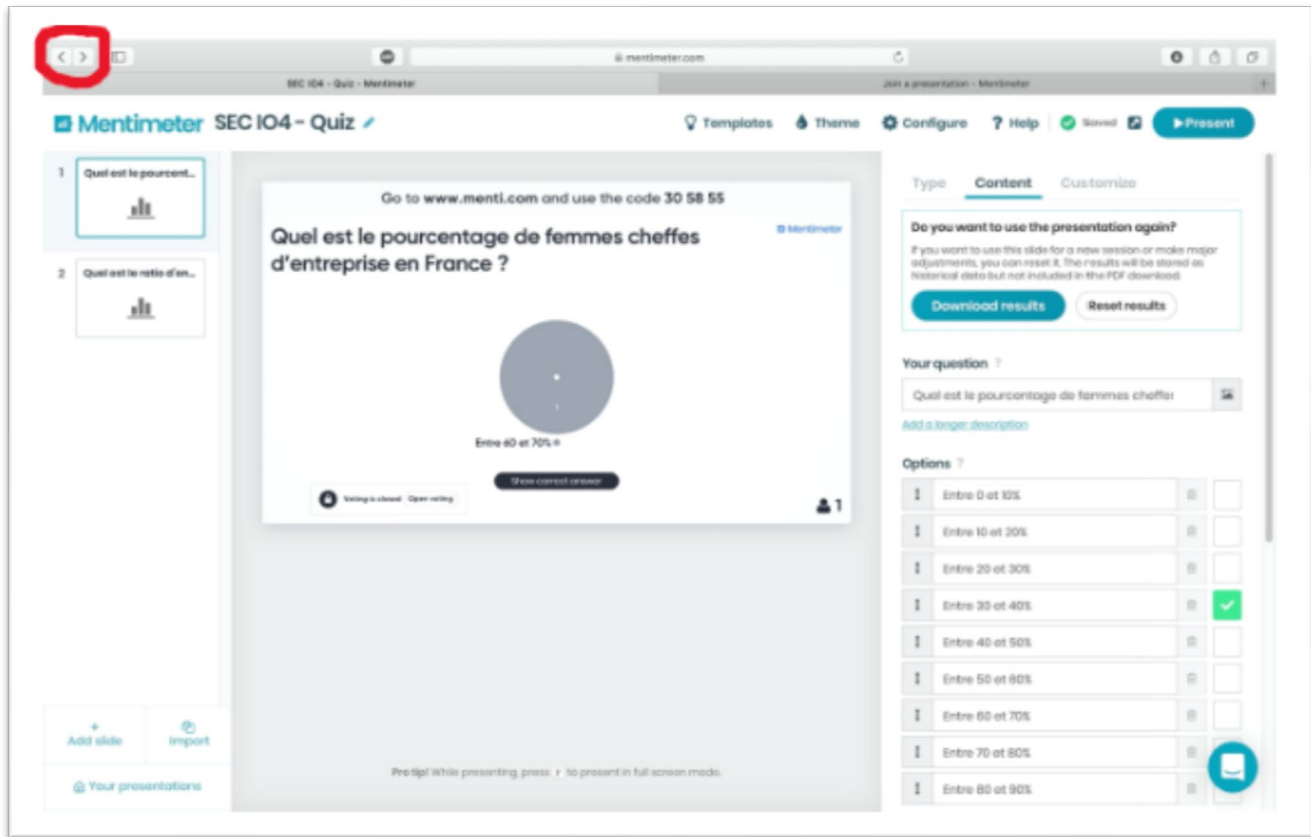 mentimeter.com
SEC IO4 - Quiz - Mentimeter
Join a presentation - Mentimeter
Mentimeter SEC IO4 - Quiz
Templates
Theme
Configure
? Help
Saved
Present
1 Quel est le pourcent...
2 Quel est le ratio d'en...
+ Add slide
Import
Your presentations
Go to www.menti.com and use the code 30 58 55
Mentimeter
Quel est le pourcentage de femmes cheffes
d'entreprise en France ?
Entre 60 et 70%
Show correct answer
Voting is closed Open voting
1
Pro tip! While presenting, press F to present in full screen mode.
Type Content Customize
Do you want to use the presentation again?
If you want to use this slide for a new session or make major
adjustments, you can reset it. The results will be stored as
historical data but not included in the PDF download.
Download results
Reset results
Your question ?
Quel est le pourcentage de femmes cheffes
Add a longer description
Options ?
Entre 0 et 10%
Entre 10 et 20%
Entre 20 et 30%
Entre 30 et 40%
Entre 40 et 50%
Entre 50 et 60%
Entre 60 et 70%
Entre 70 et 80%
Entre 80 et 90%